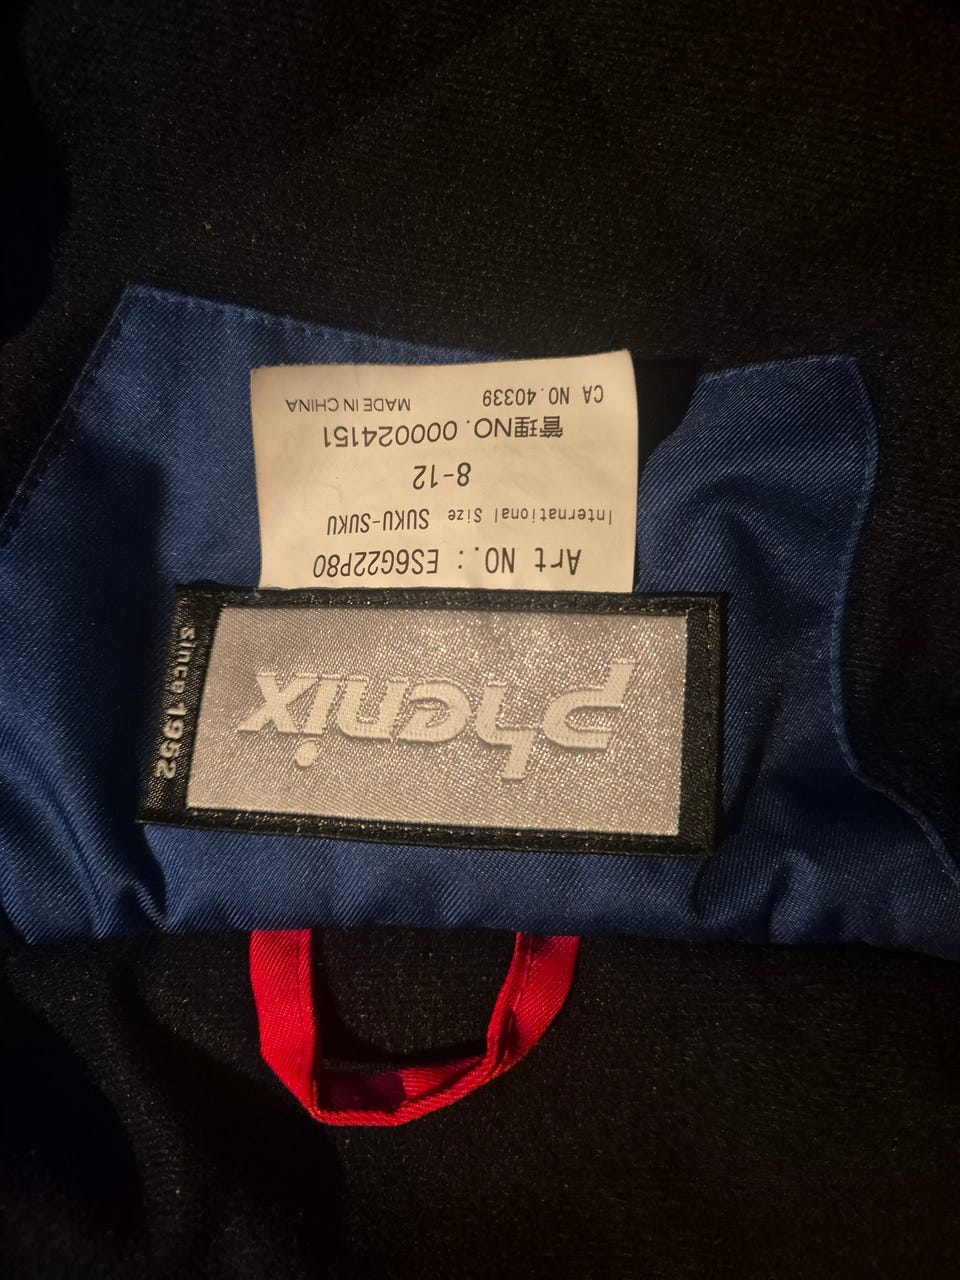 phenix
since 1952
Art NO.: ES6G22P80
International Size SUKU-SUKU
8-12
管理NO. 000024151
CA NO.40339 MADE IN CHINA